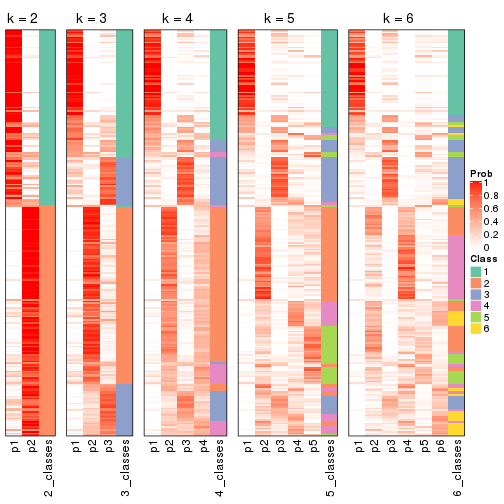 k = 2
k = 3
k = 4
k = 5
k = 6
p1
p2
2_classes
p1
p2
p3
3_classes
p1
p2
p3
p4
4_classes
p1
p2
p3
p4
p5
5_classes
p1
p2
p3
p4
p5
p6
6_classes
Prob
1
0.8
0.6
0.4
0.2
0
Class
1
2
3
4
5
6